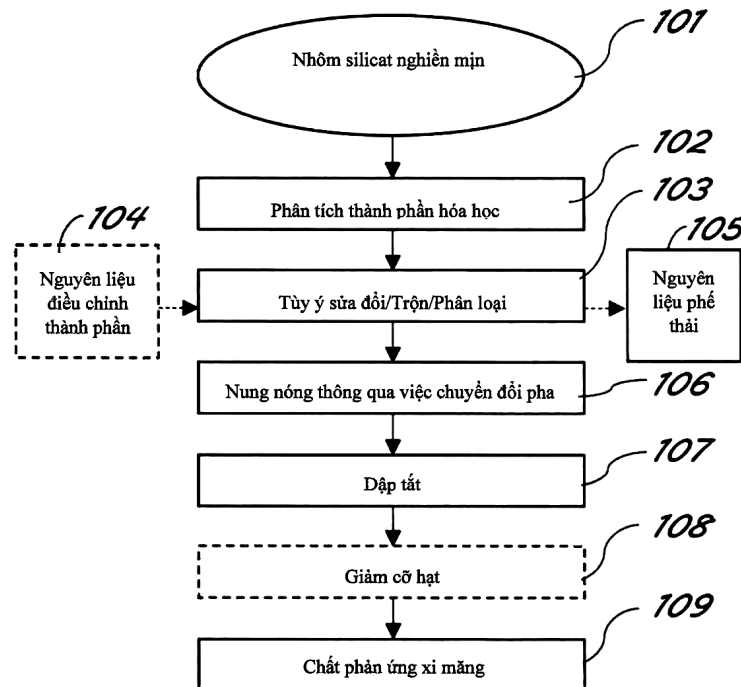 101
Nhôm silicat nghiền mịn
102
Phân tích thành phần hóa học
103
104
Nguyên liệu
điều chỉnh
thành phần
Tùy ý sửa đổi/Trộn/Phân loại
105
Nguyên
liệu phế
thải
106
Nung nóng thông qua việc chuyển đổi pha
107
Dập tắt
108
Giảm cỡ hạt
109
Chất phản ứng xi măng